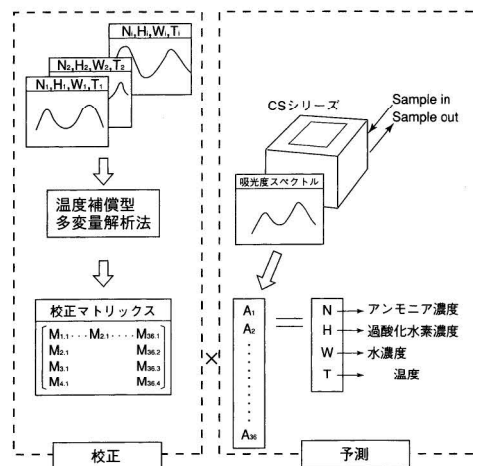 Ni,Hi,Wi,Ti
N2,H2,W2,T2
N1,H1,W1,T1
温度補償型
多変量解析法
校正マトリックス
M1.1・・・M2.1・・・・M36.1
M2.1 M36.2
M3.1 M36.3
M4.1 M36.4
校正
×
CSシリーズ
Sample in
Sample out
吸光度スペクトル
A1
A2
A36
N アンモニア濃度
H 過酸化水素濃度
W 水濃度
T 温度
予測